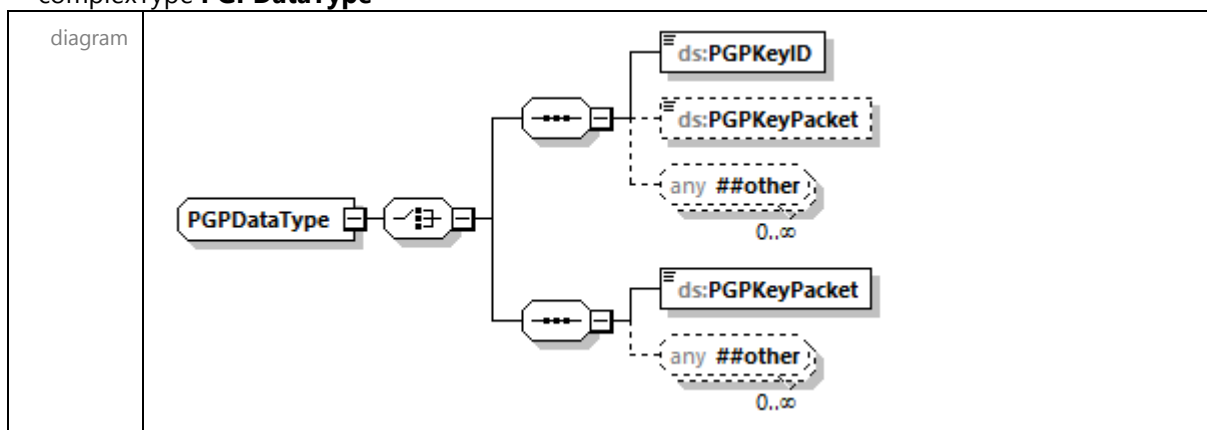 complexType PGPDataType
diagram
ds:PGPKeyID
ds:PGPKeyPacket
any ##other
0..∞
PGPDataType
ds:PGPKeyPacket
any ##other
0..∞